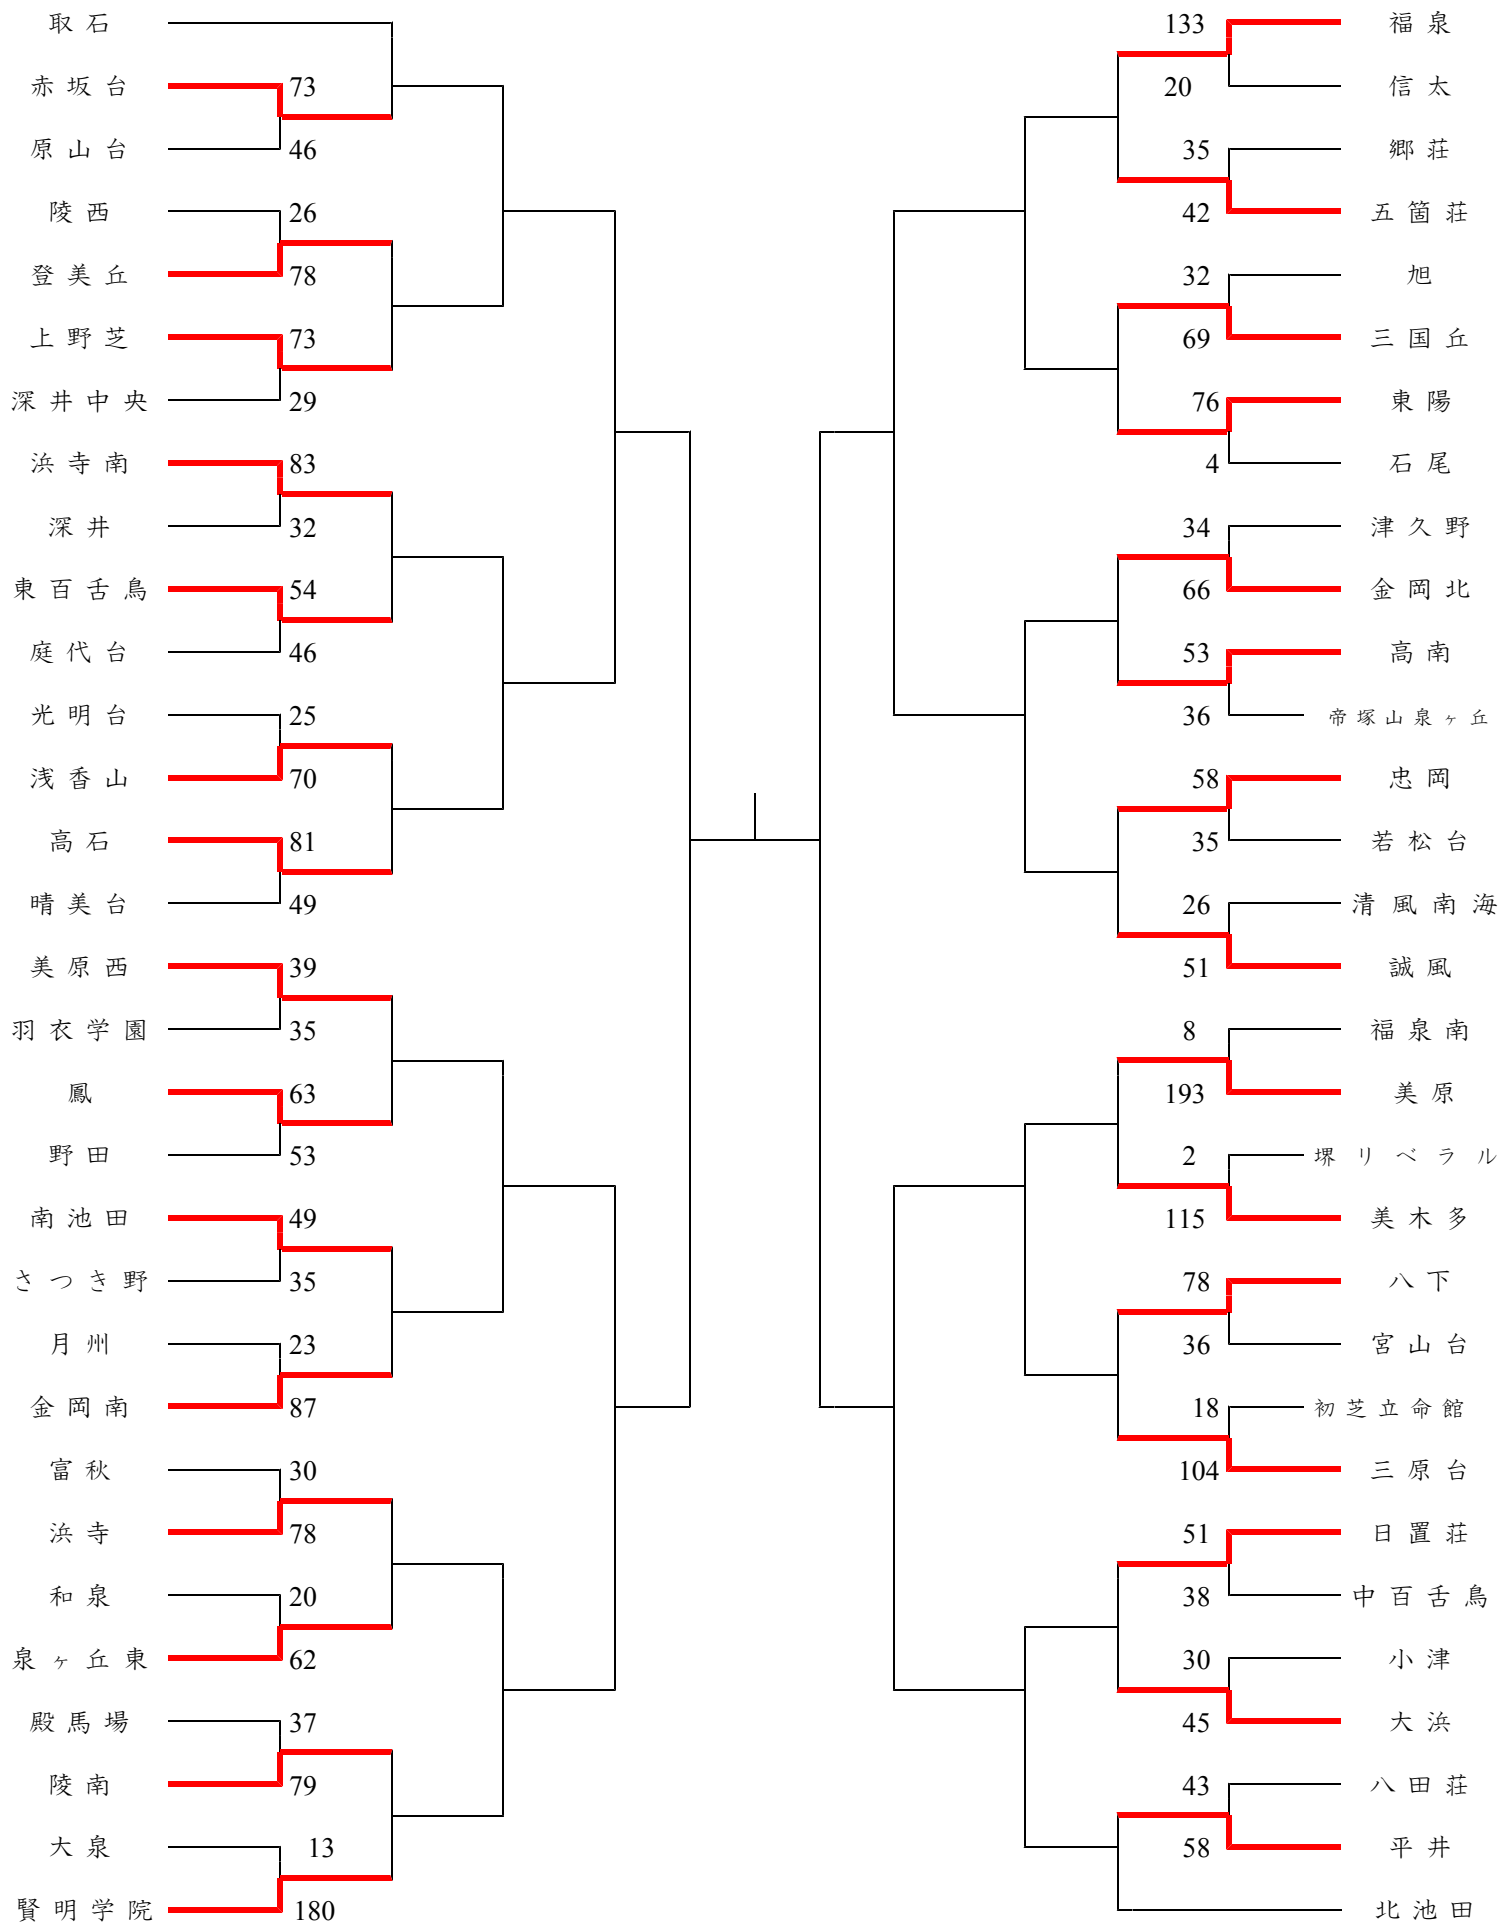 取石
赤坂台 73
原山台 46
陵西 26
登美丘 78
上野芝 73
深井中央 29
浜寺南 83
深井 32
東百舌鳥 54
庭代台 46
光明台 25
浅香山 70
高石 81
晴美台 49
美原西 39
羽衣学園 35
鳳 63
野田 53
南池田 49
さつき野 35
月州 23
金岡南 87
富秋 30
浜寺 78
和泉 20
泉ヶ丘東 62
殿馬場 37
陵南 79
大泉 13
賢明学院 180
133 福泉
20 信太
35 郷荘
42 五箇荘
32 旭
69 三国丘
76 東陽
4 石尾
34 津久野
66 金岡北
53 高南
36 帝塚山泉ヶ丘
58 忠岡
35 若松台
26 清風南海
51 誠風
8 福泉南
193 美原
2 堺リベラル
115 美木多
78 八下
36 宮山台
18 初芝立命館
104 三原台
51 日置荘
38 中百舌鳥
30 小津
45 大浜
43 八田荘
58 平井
北池田